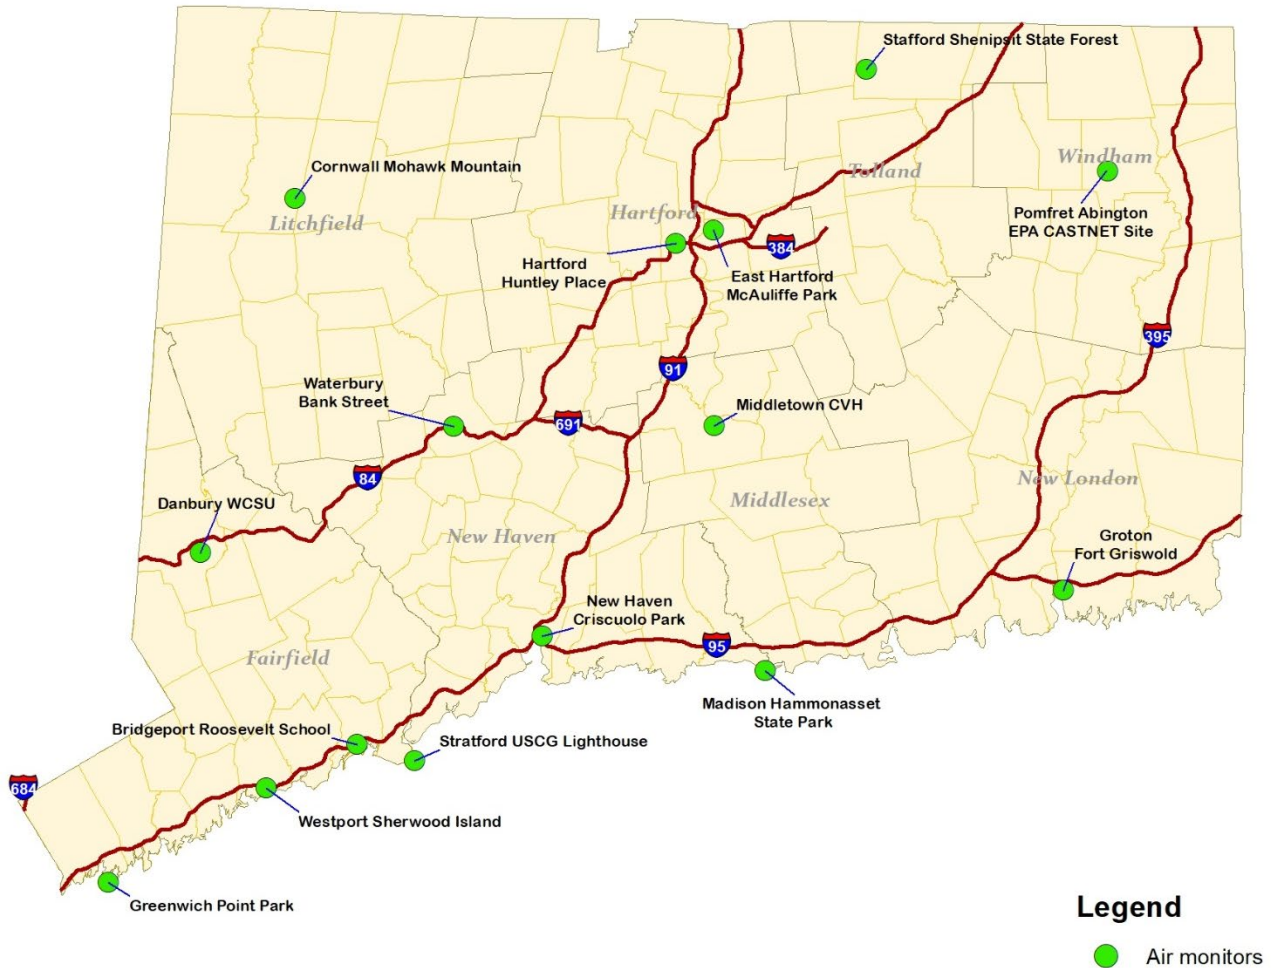 Stafford Shenipsit State Forest
Cornwall Mohawk Mountain
Litchfield
Hartford
Tolland
Windham
Pomfret Abington
EPA CASTNET Site
Hartford
Huntley Place
384
East Hartford
McAuliffe Park
395
91
Waterbury
Bank Street
691
Middletown CVH
84
Danbury WCSU
New Haven
Middlesex
New London
Groton
Fort Griswold
New Haven
Criscuolo Park
95
Fairfield
Madison Hammonasset
State Park
Bridgeport Roosevelt School
Stratford USCG Lighthouse
684
Westport Sherwood Island
Greenwich Point Park
Legend
Air monitors